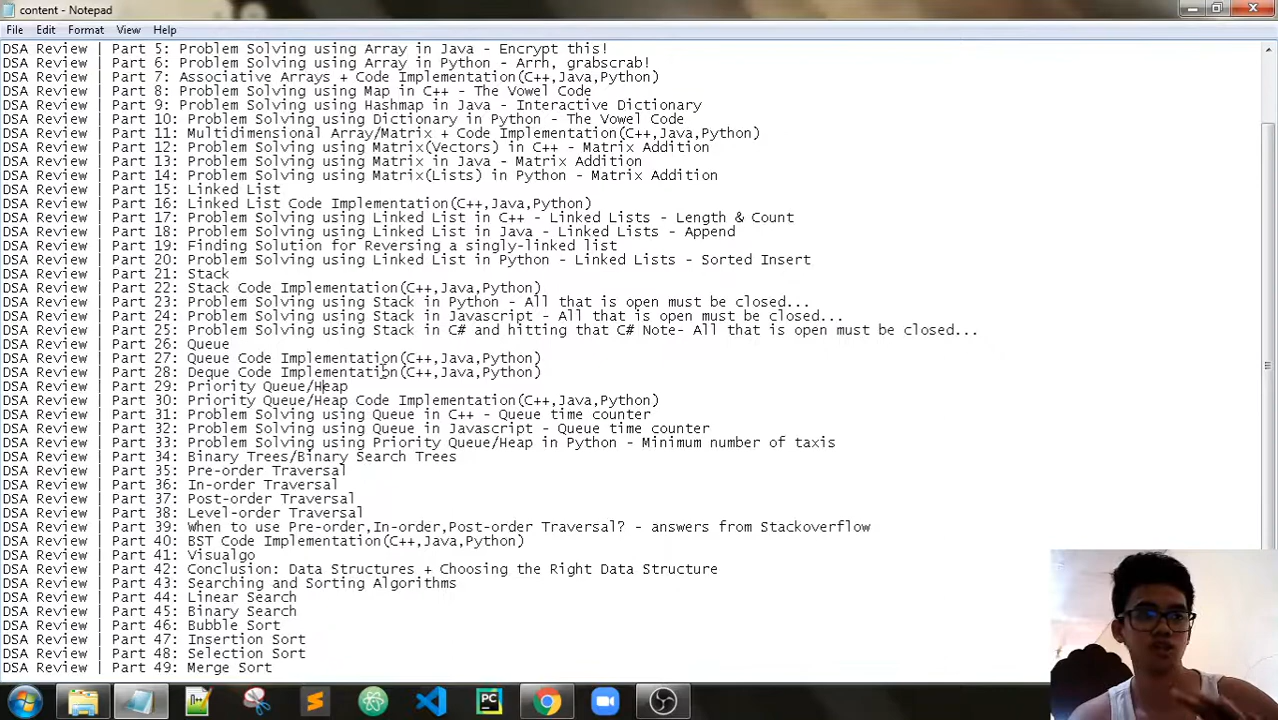 content - Notepad
File Edit Format View Help
DSA Review | Part 5: Problem Solving using Array in Java - Encrypt this!
DSA Review | Part 6: Problem Solving using Array in Python - Arrh, grabscrab!
DSA Review | Part 7: Associative Arrays + Code Implementation(C++,Java,Python)
DSA Review | Part 8: Problem Solving using Map in C++ - The Vowel Code
DSA Review | Part 9: Problem Solving using Hashmap in Java - Interactive Dictionary
DSA Review | Part 10: Problem Solving using Dictionary in Python - The Vowel Code
DSA Review | Part 11: Multidimensional Array/Matrix + Code Implementation(C++,Java,Python)
DSA Review | Part 12: Problem Solving using Matrix(Vectors) in C++ - Matrix Addition
DSA Review | Part 13: Problem Solving using Matrix in Java - Matrix Addition
DSA Review | Part 14: Problem Solving using Matrix(Lists) in Python - Matrix Addition
DSA Review | Part 15: Linked List
DSA Review | Part 16: Linked List Code Implementation(C++,Java,Python)
DSA Review | Part 17: Problem Solving using Linked List in C++ - Linked Lists - Length & Count
DSA Review | Part 18: Problem Solving using Linked List in Java - Linked Lists - Append
DSA Review | Part 19: Finding Solution for Reversing a singly-linked list
DSA Review | Part 20: Problem Solving using Linked List in Python - Linked Lists - Sorted Insert
DSA Review | Part 21: Stack
DSA Review | Part 22: Stack Code Implementation(C++,Java,Python)
DSA Review | Part 23: Problem Solving using Stack in Python - All that is open must be closed...
DSA Review | Part 24: Problem Solving using Stack in Javascript - All that is open must be closed...
DSA Review | Part 25: Problem Solving using Stack in C# and hitting that C# Note- All that is open must be closed...
DSA Review | Part 26: Queue
DSA Review | Part 27: Queue Code Implementation(C++,Java,Python)
DSA Review | Part 28: Deque Code Implementation(C++,Java,Python)
DSA Review | Part 29: Priority Queue/Heap
DSA Review | Part 30: Priority Queue/Heap Code Implementation(C++,Java,Python)
DSA Review | Part 31: Problem Solving using Queue in C++ - Queue time counter
DSA Review | Part 32: Problem Solving using Queue in Javascript - Queue time counter
DSA Review | Part 33: Problem Solving using Priority Queue/Heap in Python - Minimum number of taxis
DSA Review | Part 34: Binary Trees/Binary Search Trees
DSA Review | Part 35: Pre-order Traversal
DSA Review | Part 36: In-order Traversal
DSA Review | Part 37: Post-order Traversal
DSA Review | Part 38: Level-order Traversal
DSA Review | Part 39: When to use Pre-order,In-order,Post-order Traversal? - answers from Stackoverflow
DSA Review | Part 40: BST Code Implementation(C++,Java,Python)
DSA Review | Part 41: Visualgo
DSA Review | Part 42: Conclusion: Data Structures + Choosing the Right Data Structure
DSA Review | Part 43: Searching and Sorting Algorithms
DSA Review | Part 44: Linear Search
DSA Review | Part 45: Binary Search
DSA Review | Part 46: Bubble Sort
DSA Review | Part 47: Insertion Sort
DSA Review | Part 48: Selection Sort
DSA Review | Part 49: Merge Sort
PC